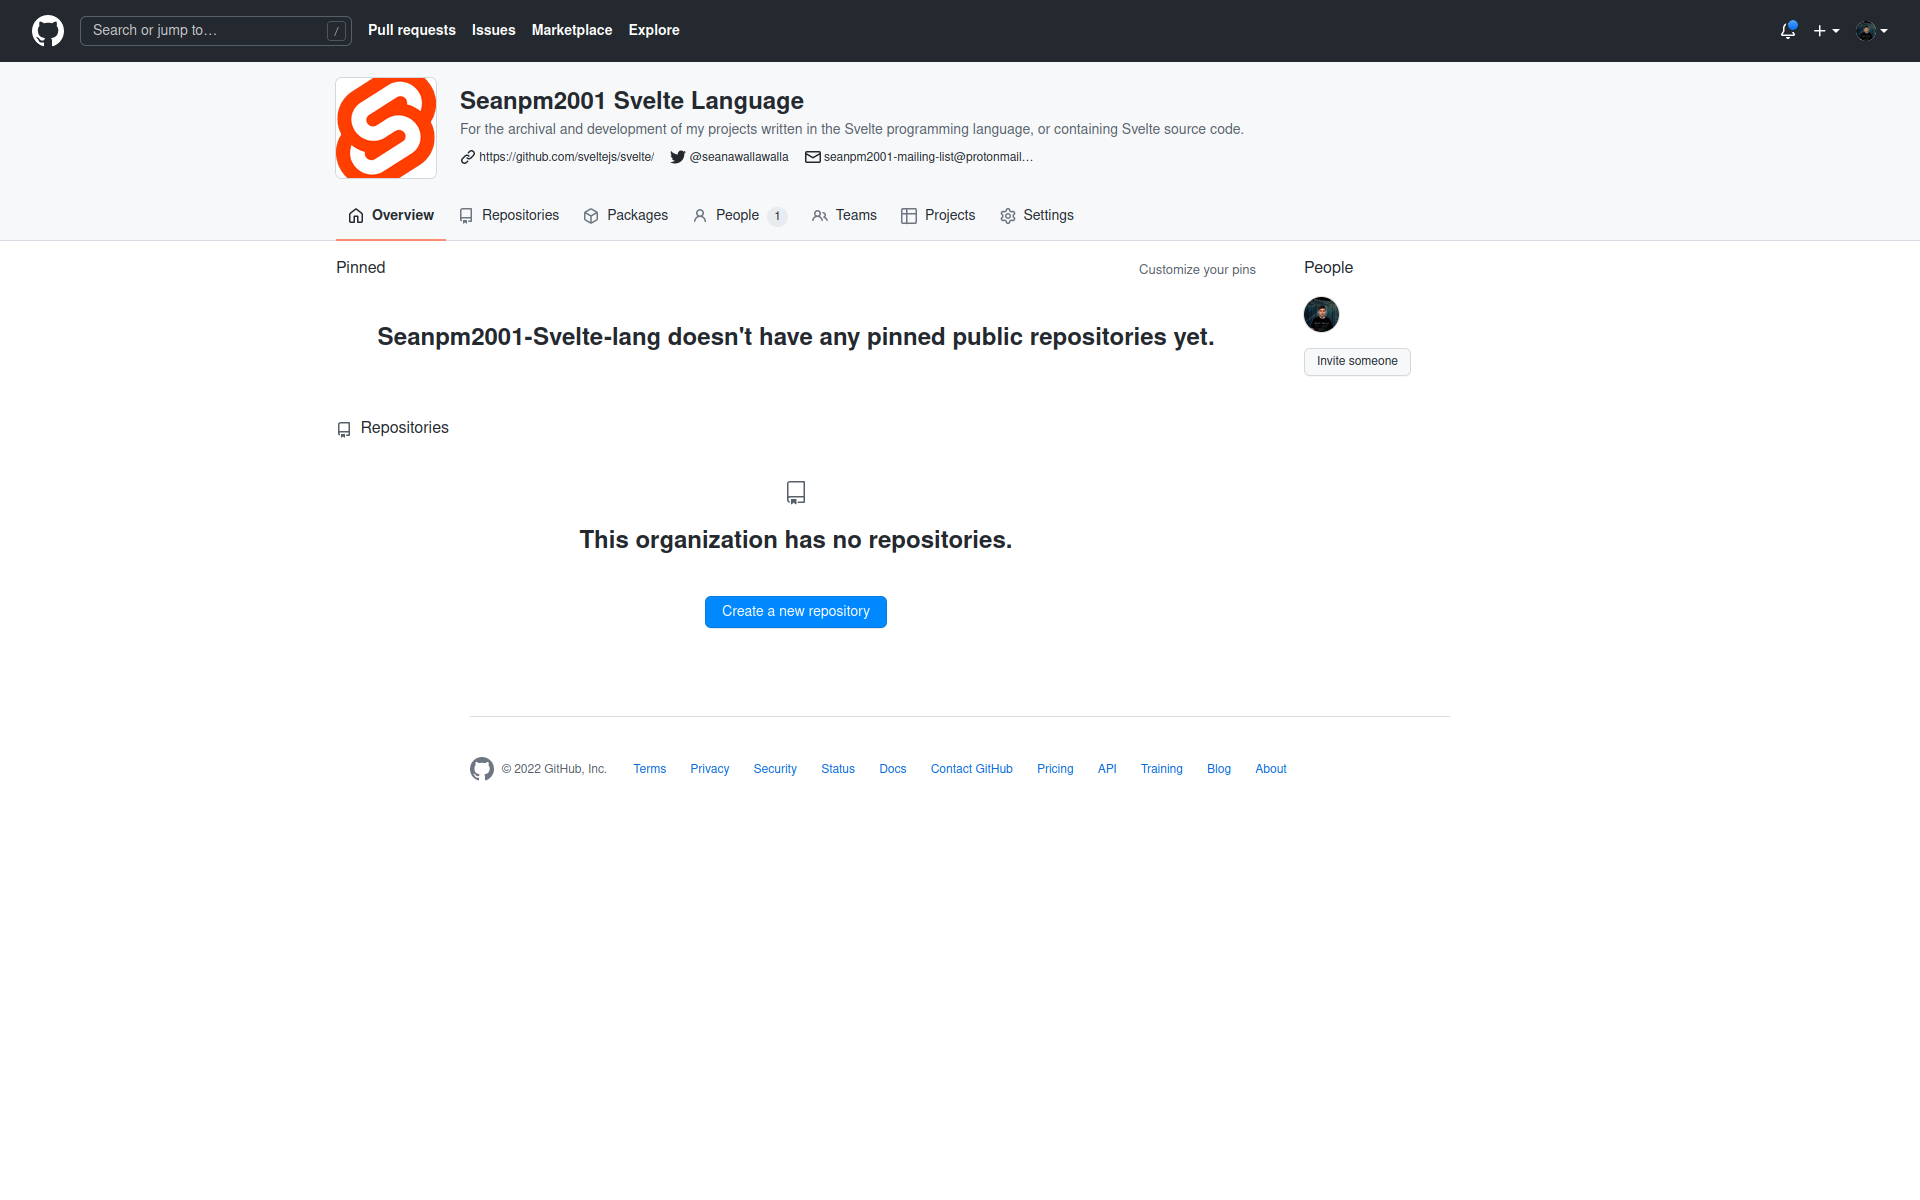 Search or jump to… /
Pull requests Issues Marketplace Explore
Seanpm2001 Svelte Language
For the archival and development of my projects written in the Svelte programming language, or containing Svelte source code.
https://github.com/sveltejs/svelte/ @seanawallawalla seanpm2001-mailing-list@protonmail…
Overview Repositories Packages People 1 Teams Projects Settings
Pinned Customize your pins
Seanpm2001-Svelte-lang doesn't have any pinned public repositories yet.
People
Invite someone
Repositories
This organization has no repositories.
Create a new repository
© 2022 GitHub, Inc. Terms Privacy Security Status Docs Contact GitHub Pricing API Training Blog About